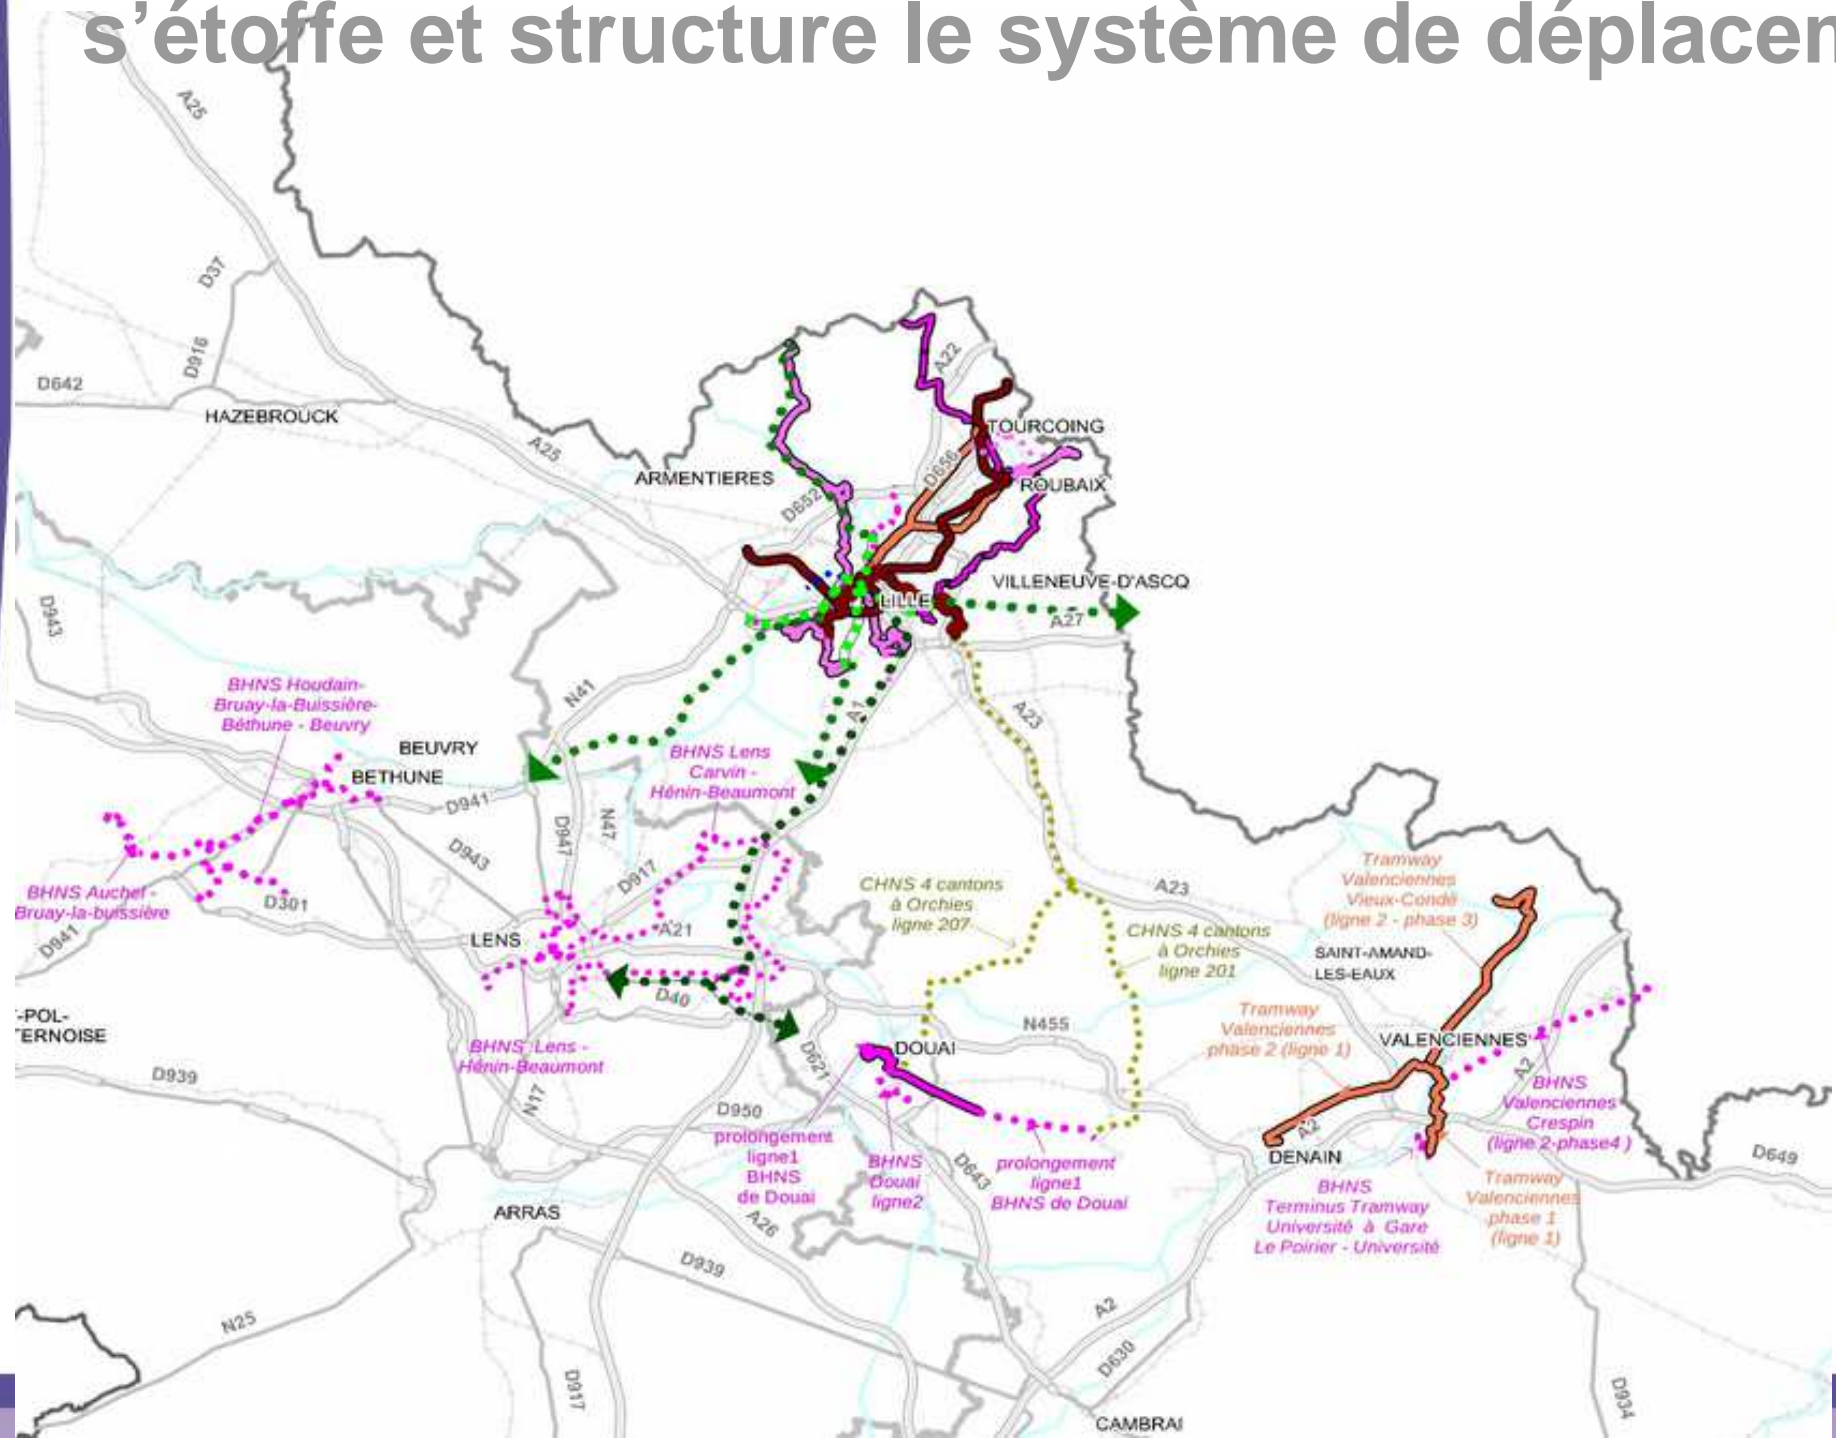 s'étoffe et structure le système de déplacem
A25
D37
D916
D642
HAZEBROUCK
A25
A22
TOURCOING
D656
ARMENTIERES
ROUBAIX
D652
VILLENEUVE-D'ASCQ
LILLE
A27
D943
N41
A1
A23
BHNS Houdain-
Bruay-la-Buissière-
Béthune - Beuvry
BEUVRY
BETHUNE
BHNS Lens
Carvin -
Hénin-Beaumont
D941
D947
N47
D943
D917
BHNS Auchel -
Bruay-la-buissière
D301
D941
LENS
A21
CHNS 4 cantons
à Orchies
ligne 207
CHNS 4 cantons
à Orchies
ligne 201
A23
Tramway
Valenciennes
Vieux-Condé
(ligne 2 - phase 3)
SAINT-AMAND-
LES-EAUX
D40
-POL-
TERNOISE
BHNS Lens -
Hénin-Beaumont
D621
DOUAI
N455
Tramway
Valenciennes
phase 2 (ligne 1)
VALENCIENNES
A2
BHNS
Valenciennes
Crespin
(ligne 2-phase4 )
D939
N17
D950
prolongement
ligne1
BHNS
de Douai
BHNS
Douai
ligne2
D643
prolongement
ligne1
BHNS de Douai
A2
DENAIN
BHNS
Terminus Tramway
Université à Gare
Le Poirier - Université
Tramway
Valenciennes
phase 1
(ligne 1)
D649
ARRAS
A26
D939
N25
A2
D630
D917
D934
CAMBRAI